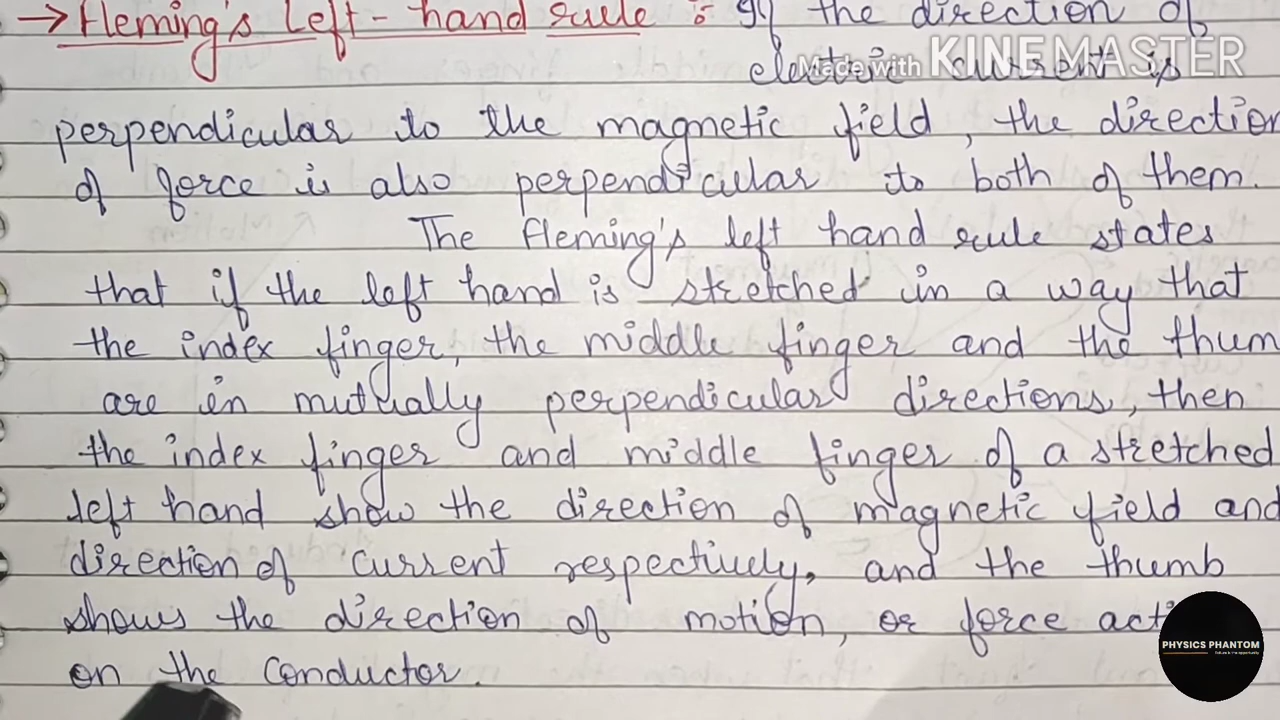 → Fleming's Left-hand rule :- If the direction of
electric current is
Made with KINEMASTER
perpendicular to the magnetic field, the direction
of force is also perpendicular to both of them.
The Fleming's left hand rule states
that if the left hand is stretched in a way that
the index finger, the middle finger and the thum
are in mutually perpendicular directions, then
the index finger and middle finger of a stretched
left hand show the direction of magnetic field and
direction of current respectively, and the thumb
shows the direction of motion, or force acti
PHYSICS PHANTOM
on the conductor.